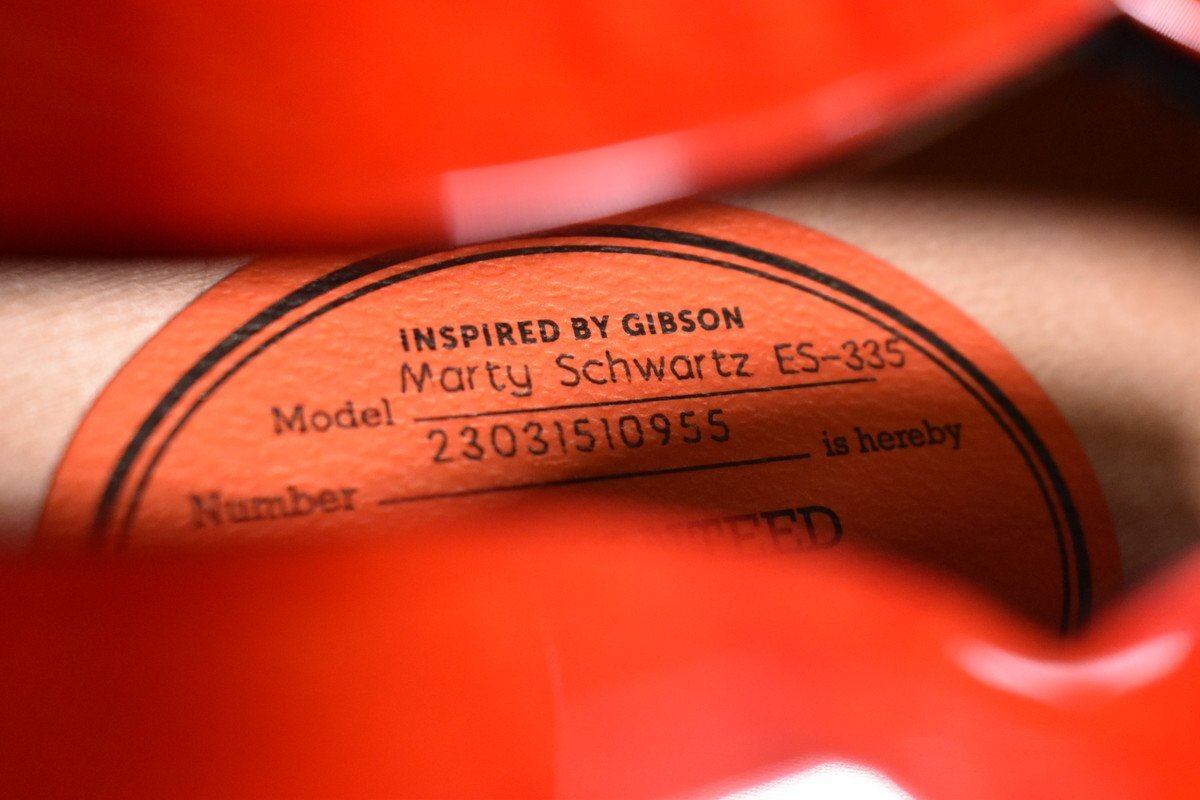 INSPIRED BY GIBSON
Model Marty Schwartz ES-335
Number 23031510955 is hereby